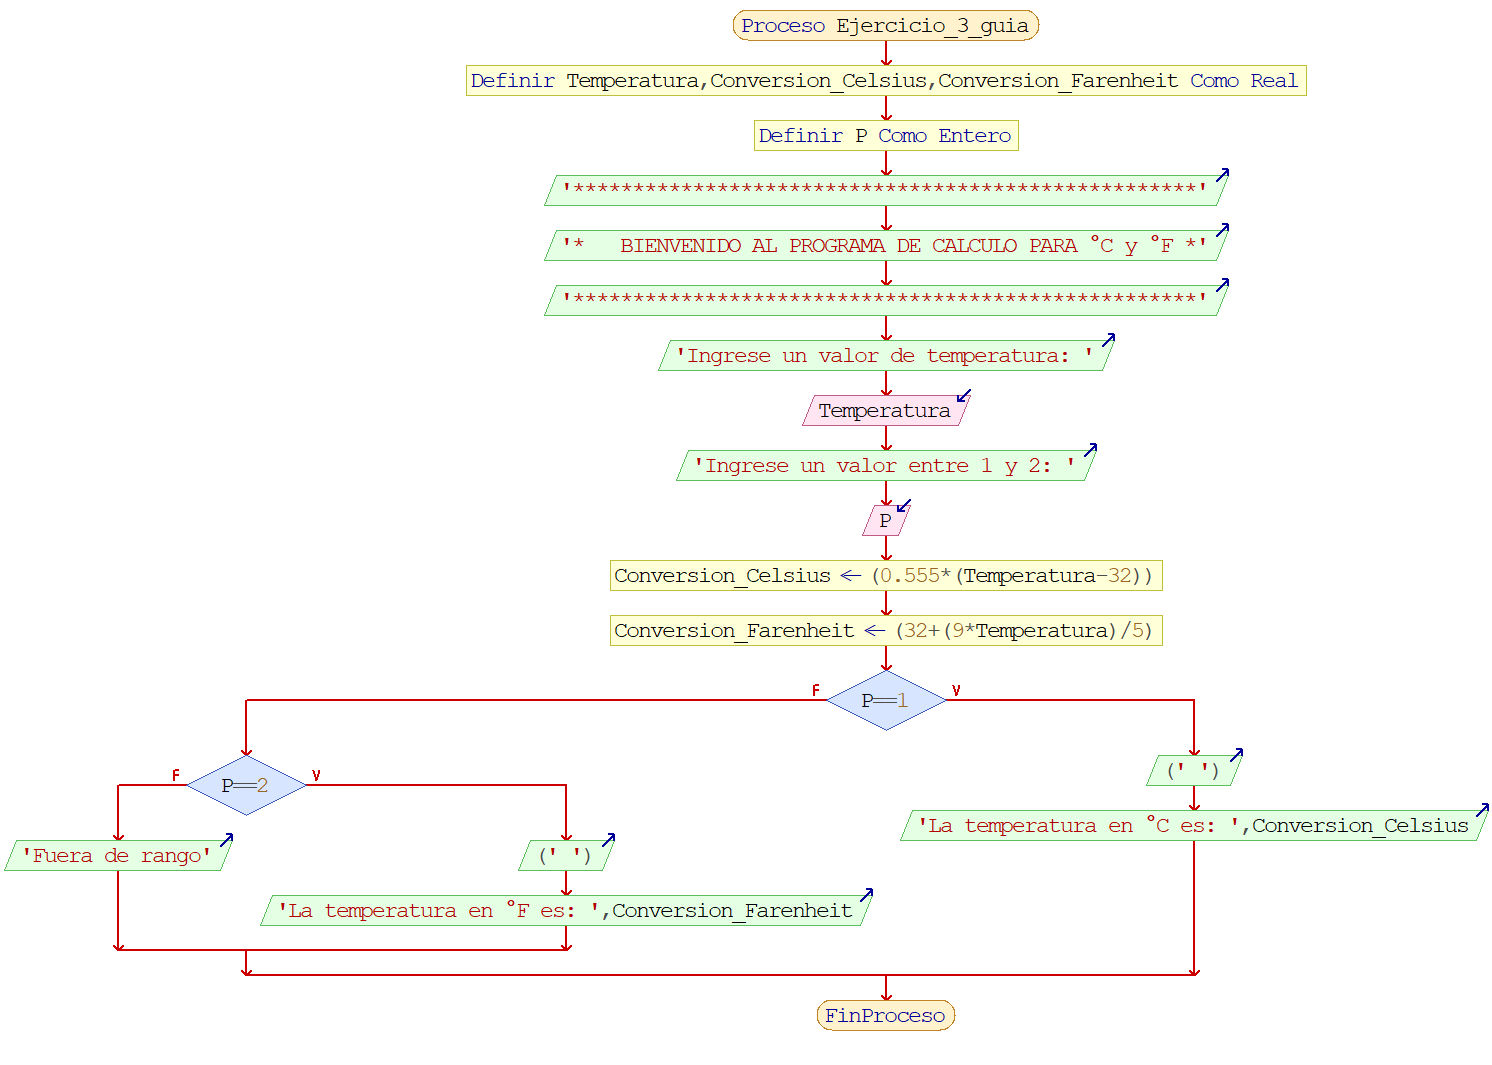 Proceso Ejercicio_3_guia
Definir Temperatura,Conversion_Celsius,Conversion_Farenheit Como Real
Definir P Como Entero
'****************************************************'
'*   BIENVENIDO AL PROGRAMA DE CALCULO PARA °C y °F *'
'****************************************************'
'Ingrese un valor de temperatura: '
Temperatura
'Ingrese un valor entre 1 y 2: '
P
Conversion_Celsius ← (0.555*(Temperatura-32))
Conversion_Farenheit ← (32+(9*Temperatura)/5)
F P==1 V
F P==2 V
(' ')
'La temperatura en °C es: ',Conversion_Celsius
'Fuera de rango'
(' ')
'La temperatura en °F es: ',Conversion_Farenheit
FinProceso